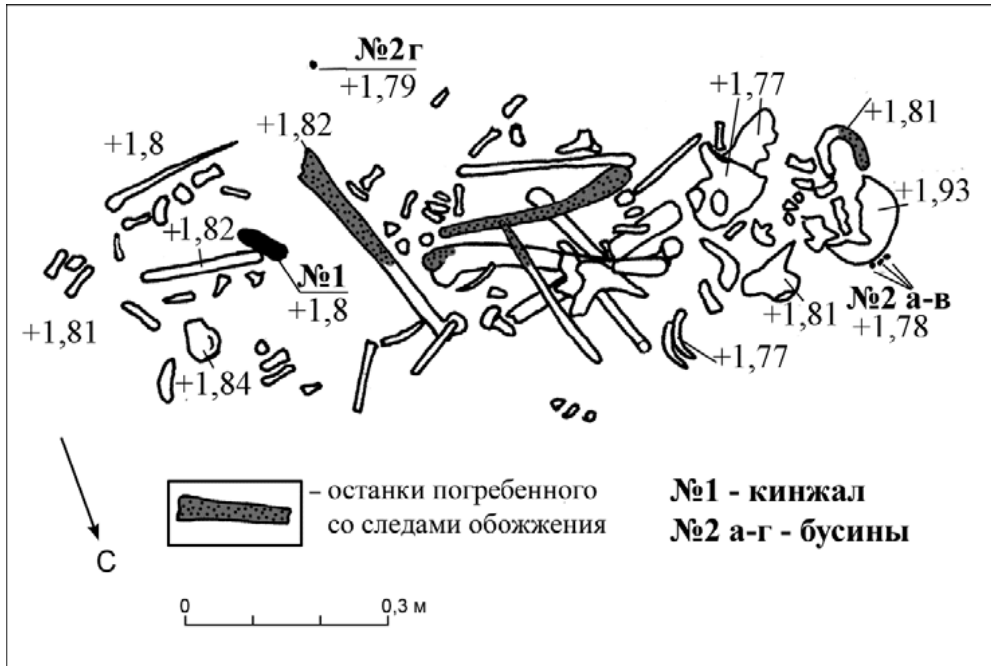 №2г
+1,79
+1,77
+1,81
+1,82
+1,8
+1,93
+1,82
№1
+1,8
№2 а-в
+1,78
+1,81
+1,81
+1,77
+1,84
– останки погребенного
со следами обожжения
№1 - кинжал
№2 а-г - бусины
С
0 0,3 м